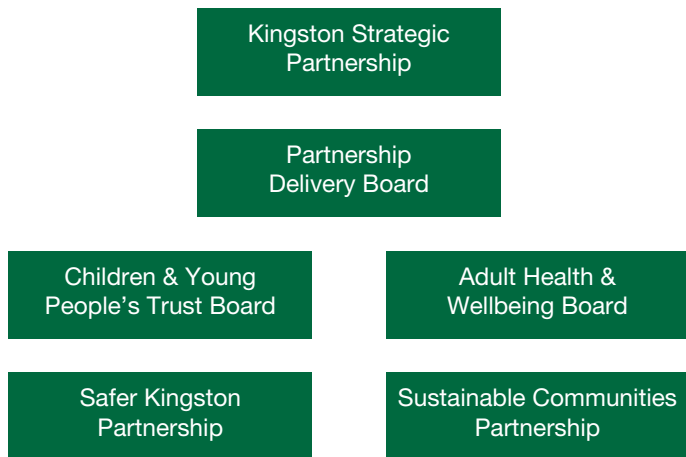 Kingston Strategic
Partnership
Partnership
Delivery Board
Children & Young
People’s Trust Board
Adult Health &
Wellbeing Board
Safer Kingston
Partnership
Sustainable Communities
Partnership